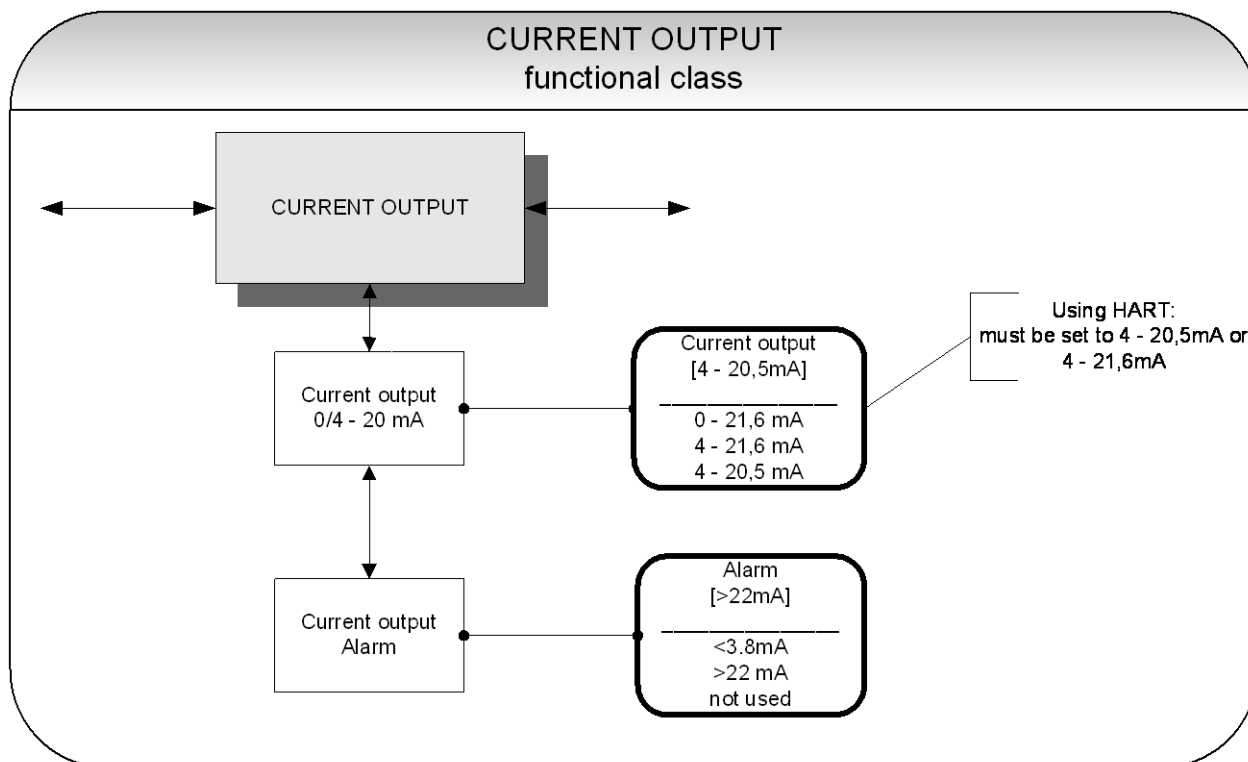 CURRENT OUTPUT
functional class
CURRENT OUTPUT
Current output
0/4 - 20 mA
Current output
[4 - 20,5mA]
0 - 21,6 mA
4 - 21,6 mA
4 - 20,5 mA
Using HART:
must be set to 4 - 20,5mA or
4 - 21,6mA
Current output
Alarm
Alarm
[>22mA]
<3.8mA
>22 mA
not used